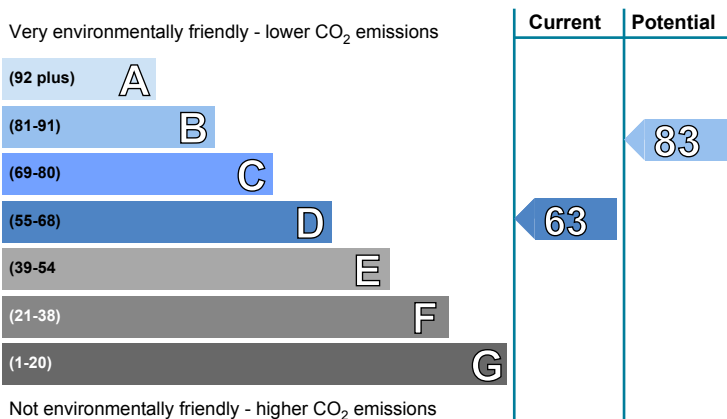 Very environmentally friendly - lower CO2 emissions
Current Potential
(92 plus) A
(81-91) B
83
(69-80) C
(55-68) D
63
(39-54 E
(21-38) F
(1-20) G
Not environmentally friendly - higher CO2 emissions